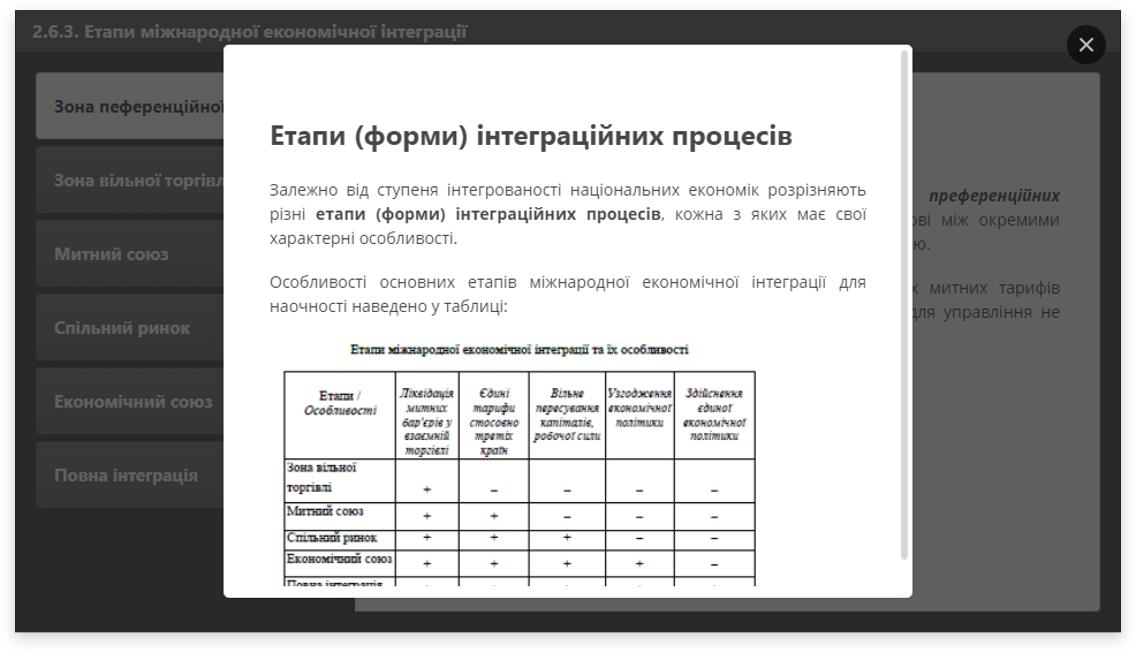 2.6.3. Етапи міжнародної економічної інтеграції
Зона пеференційної
Зона вільної торгівл
Митний союз
Спільний ринок
Економічний союз
Повна інтеграція
Етапи (форми) інтеграційних процесів
Залежно від ступеня інтегрованості національних економік розрізняють
різні етапи (форми) інтеграційних процесів, кожна з яких має свої
характерні особливості.
Особливості основних етапів міжнародної економічної інтеграції для
наочності наведено у таблиці:
Етапи міжнародної економічної інтеграції та їх особливості
Етапи / Особливості
Ліквідація митних бар'єрів у взаємній торгівлі
Єдині тарифи стосовно третіх країн
Вільне пересування капіталів, робочої сили
Узгодження економічної політики
Здійснення єдиної економічної політики
Зона вільної торгівлі + – – – –
Митний союз + + – – –
Спільний ринок + + + – –
Економічний союз + + + + –
Повна інтеграція
преференційних
ові між окремими
ю.
х митних тарифів
для управління не